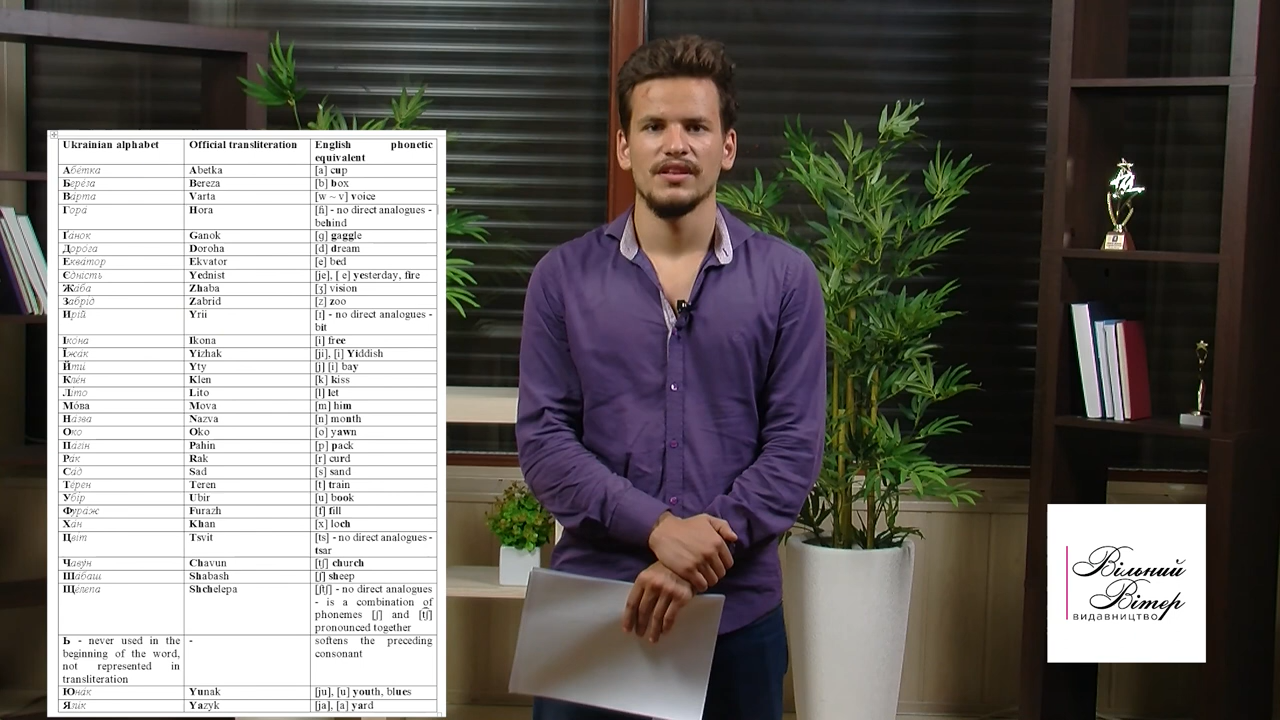 Ukrainian alphabet Official transliteration English phonetic
equivalent
Абетка Abetka [a] cup
Береза Bereza [b] box
Варта Varta [w ~ v] voice
Гора Hora [ɦ] - no direct analogues -
behind
Ґанок Ganok [g] gaggle
Дорога Doroha [d] dream
Екватор Ekvator [e] bed
Єдність Yednist [je], [ e] yesterday, fire
Жаба Zhaba [ʒ] vision
Забрід Zabrid [z] zoo
Ирій Yrii [ɪ] - no direct analogues -
bit
Ікона Ikona [i] free
Їжак Yizhak [ji], [i] Yiddish
Йти Yty [j] [i] bay
Клен Klen [k] kiss
Літо Lito [l] let
Мо́ва Mova [m] him
Назва Nazva [n] month
Око Oko [o] yawn
Пагін Pahin [p] pack
Рак Rak [r] curd
Сад Sad [s] sand
Терен Teren [t] train
Убір Ubir [u] book
Фураж Furazh [f] fill
Хан Khan [x] loch
Цвіт Tsvit [ts] - no direct analogues -
tsar
Чавун Chavun [tʃ] church
Шабаш Shabash [ʃ] sheep
Щелепа Shchelepa [ʃtʃ] - no direct analogues
- is a combination of
phonemes [ʃ] and [tʃ]
pronounced together
Ь - never used in the - softens the preceding
beginning of the word, consonant
not represented in
transliteration
Юнак Yunak [ju], [u] youth, blues
Ялік Yazyk [ja], [a] yard
Вільний
Вітер
видавництво